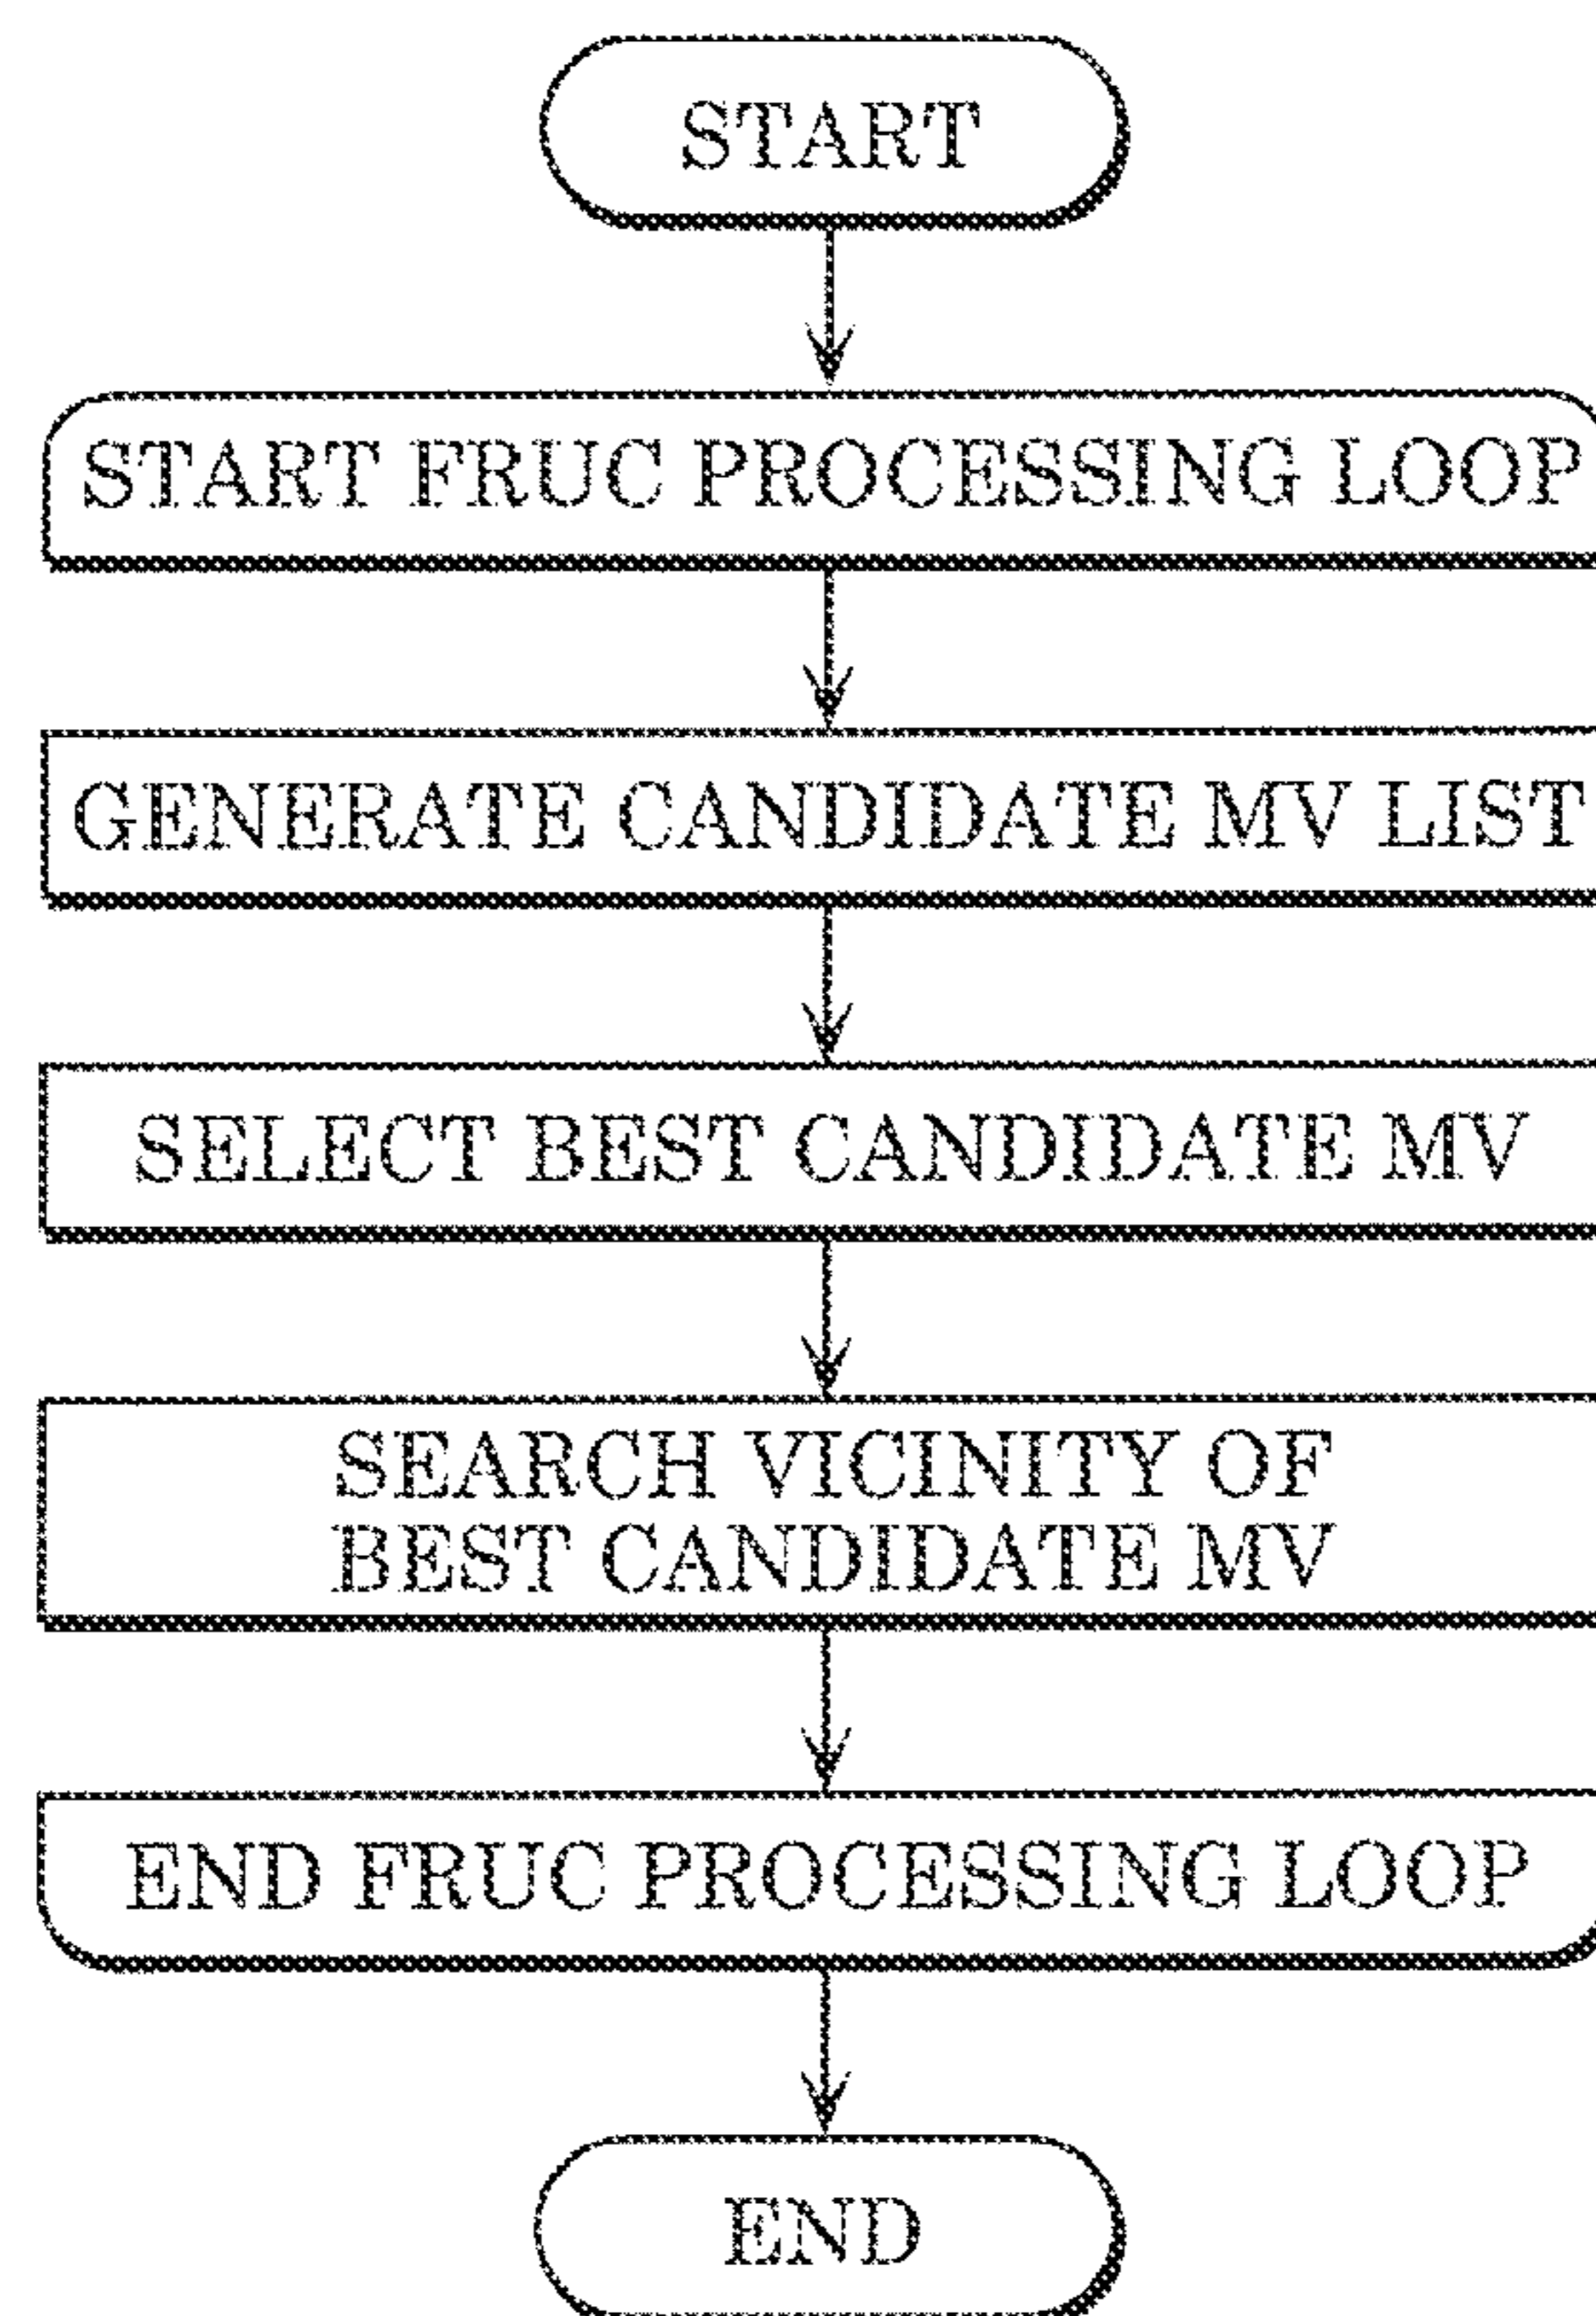 START
START FRUC PROCESSING LOOP
GENERATE CANDIDATE MV LIST
SELECT BEST CANDIDATE MV
SEARCH VICINITY OF
BEST CANDIDATE MV
END FRUC PROCESSING LOOP
END